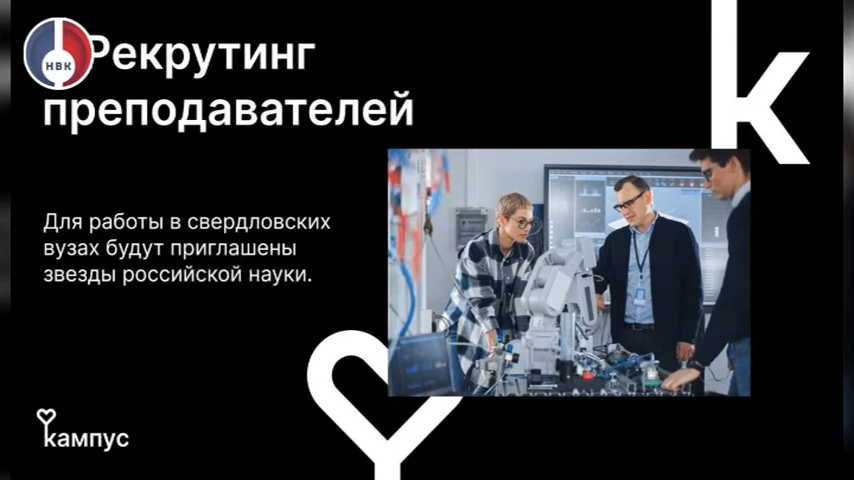 НВК
Рекрутинг
преподавателей
k
Для работы в свердловских
вузах будут приглашены
звезды российской науки.
кампус